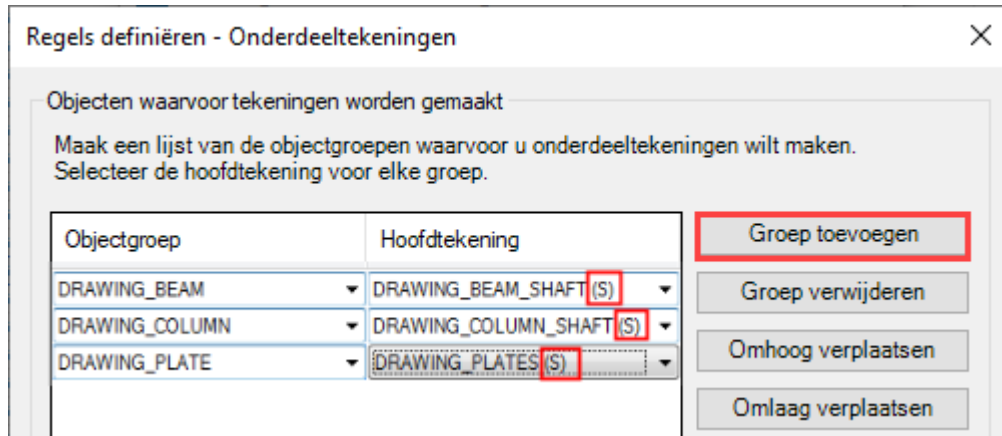 Regels definiëren - Onderdeeltekeningen
Objecten waarvoor tekeningen worden gemaakt
Maak een lijst van de objectgroepen waarvoor u onderdeeltekeningen wilt maken.
Selecteer de hoofdtekening voor elke groep.
Objectgroep Hoofdtekening
DRAWING_BEAM DRAWING_BEAM_SHAFT (S)
DRAWING_COLUMN DRAWING_COLUMN_SHAFT (S)
DRAWING_PLATE DRAWING_PLATES (S)
Groep toevoegen
Groep verwijderen
Omhoog verplaatsen
Omlaag verplaatsen